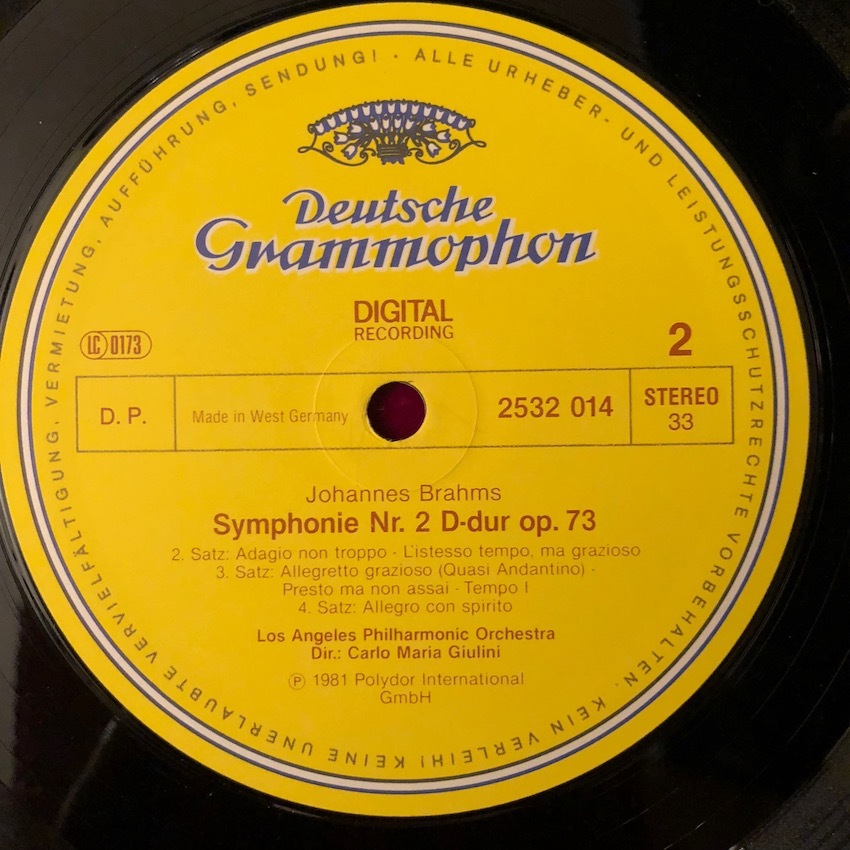 ALLE URHEBER- UND LEISTUNGSSCHUTZRECHTE VORBEHALTEN · KEIN VERLEIH! KEINE UNERLAUBTE VERVIELFÄLTIGUNG, VERMIETUNG, AUFFÜHRUNG, SENDUNG! ·
Deutsche
Grammophon
DIGITAL
RECORDING
LC 0173
2
D. P.
Made in West Germany
2532 014
STEREO
33
Johannes Brahms
Symphonie Nr. 2 D-dur op. 73
2. Satz: Adagio non troppo - L'istesso tempo, ma grazioso
3. Satz: Allegretto grazioso (Quasi Andantino) -
Presto ma non assai - Tempo I
4. Satz: Allegro con spirito
Los Angeles Philharmonic Orchestra
Dir.: Carlo Maria Giulini
℗ 1981 Polydor International
GmbH